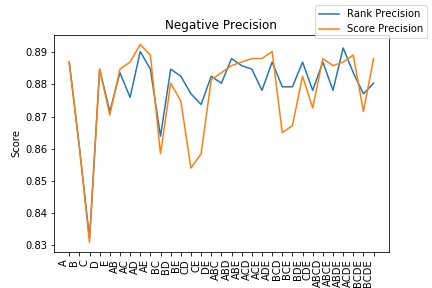 Negative Precision
Rank Precision
Score Precision
Score
0.89
0.88
0.87
0.86
0.85
0.84
0.83
A
B
C
D
E
AB
AC
AD
AE
BC
BD
BE
CD
CE
DE
ABC
ABD
ABE
ACD
ACE
ADE
BCD
BCE
BDE
CDE
ABCD
ABCE
ABDE
ACDE
BCDE
BCDE